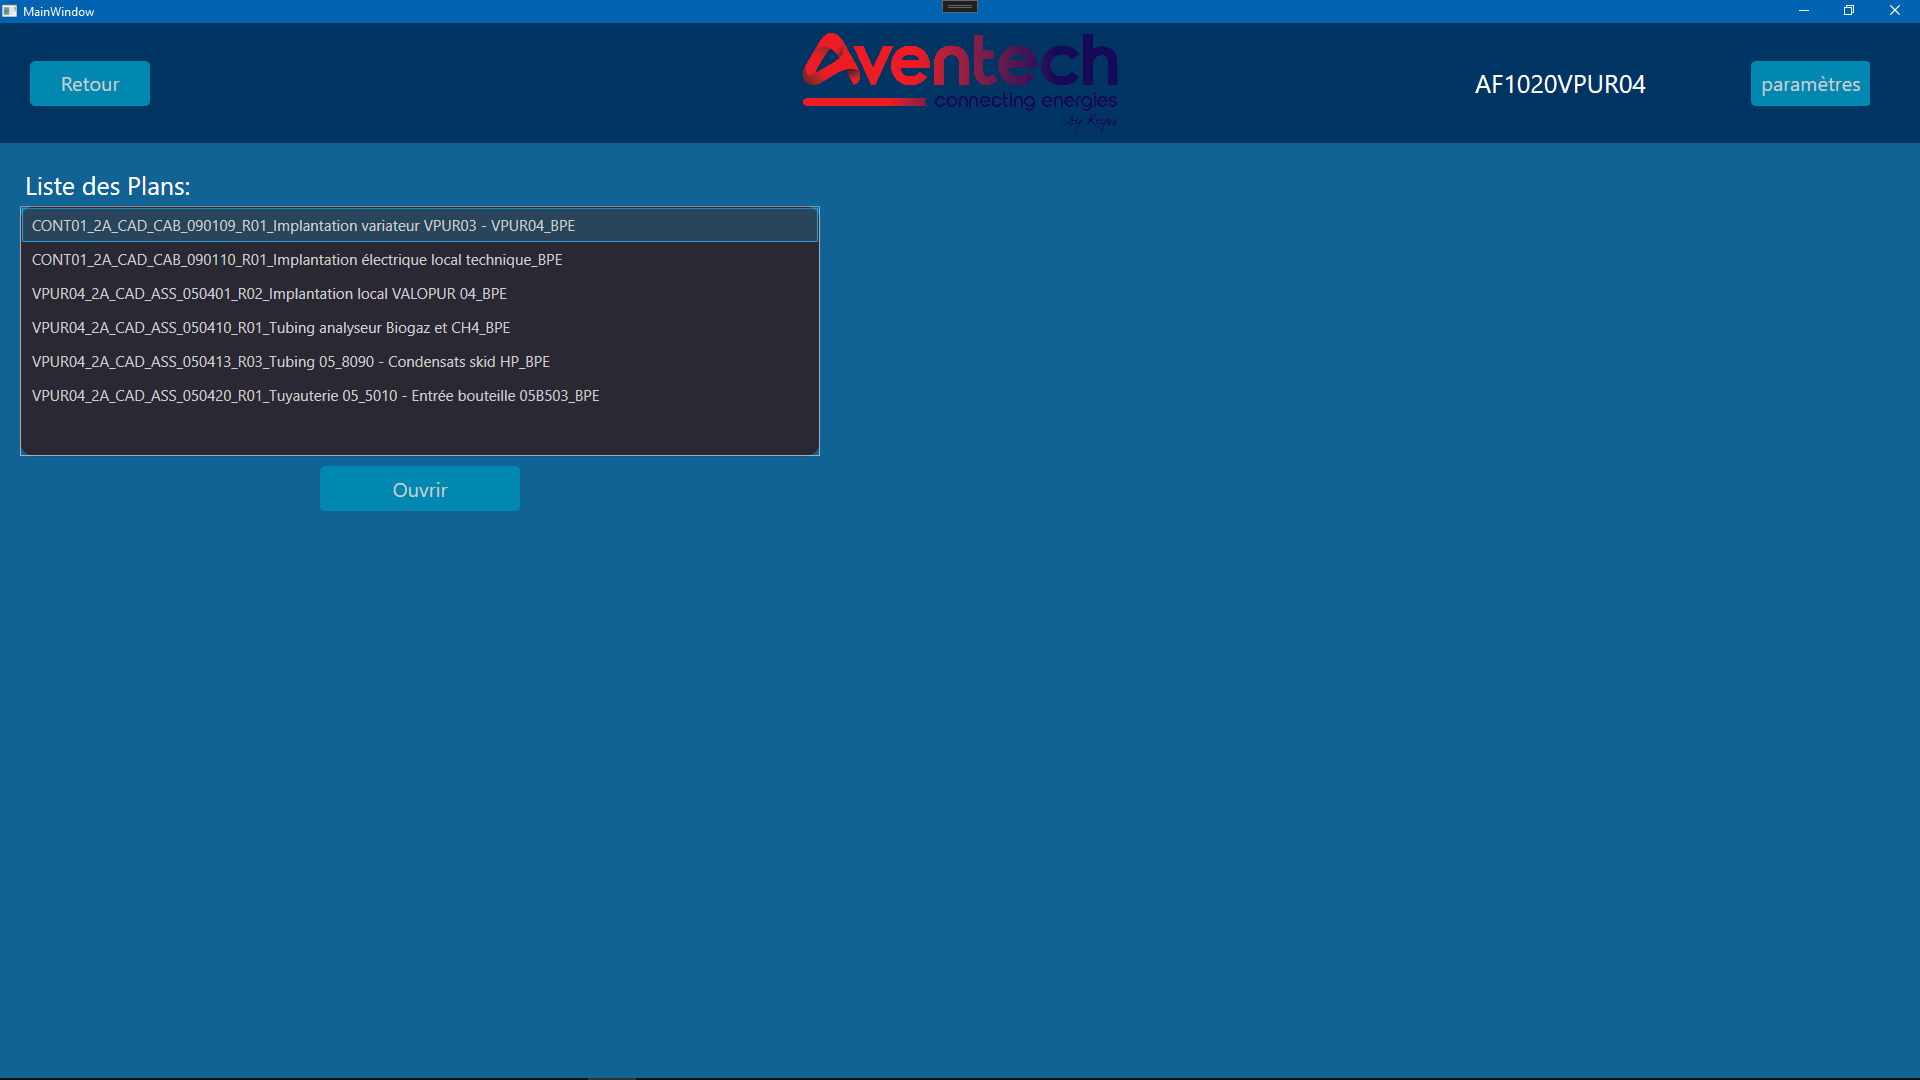 MainWindow
Retour
Aventech
connecting energies
by Reyes
AF1020VPUR04
paramètres
Liste des Plans:
CONT01_2A_CAD_CAB_090109_R01_Implantation variateur VPUR03 - VPUR04_BPE
CONT01_2A_CAD_CAB_090110_R01_Implantation électrique local technique_BPE
VPUR04_2A_CAD_ASS_050401_R02_Implantation local VALOPUR 04_BPE
VPUR04_2A_CAD_ASS_050410_R01_Tubing analyseur Biogaz et CH4_BPE
VPUR04_2A_CAD_ASS_050413_R03_Tubing 05_8090 - Condensats skid HP_BPE
VPUR04_2A_CAD_ASS_050420_R01_Tuyauterie 05_5010 - Entrée bouteille 05B503_BPE
Ouvrir